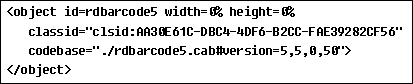 <object id=rdbarcode5 width=0% height=0%
classid="clsid:AA30E61C-DBC4-4DF6-B2CC-FAE39282CF56"
codebase="./rdbarcode5.cab#version=5,5,0,50">
</object>